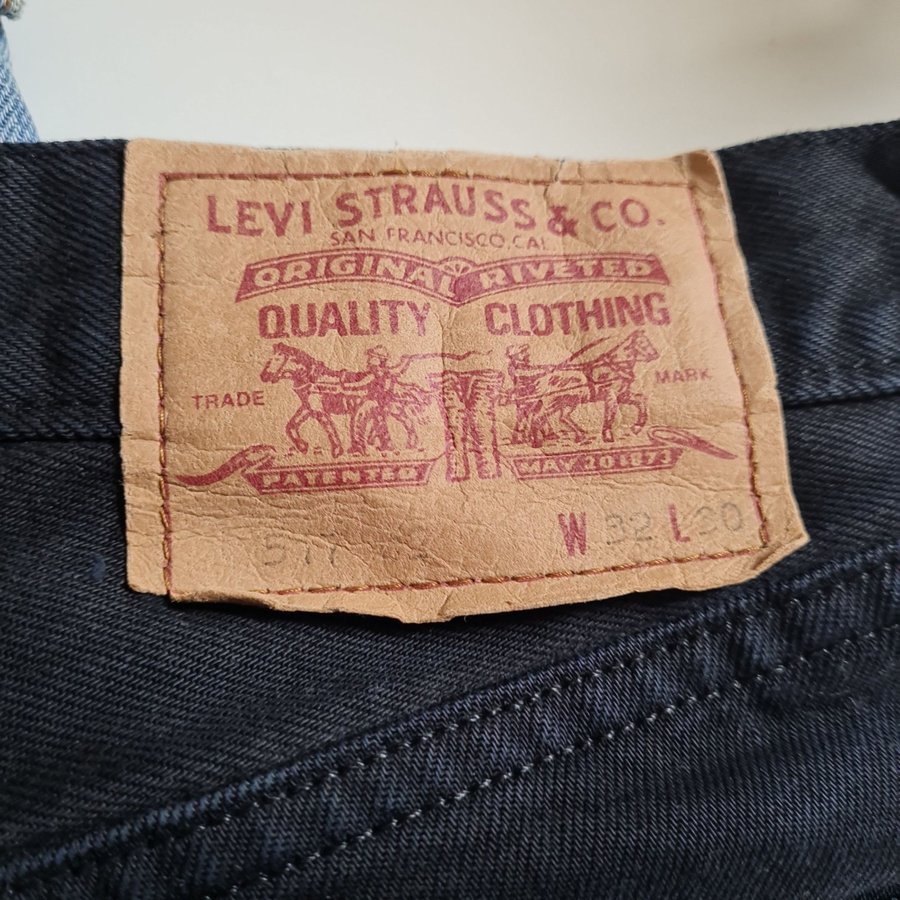 LEVI STRAUSS & CO.
SAN FRANCISCO, CAL
ORIGINAL RIVETED
QUALITY CLOTHING
TRADE MARK
PATENTED MAY 20 1873
W 32 L 30